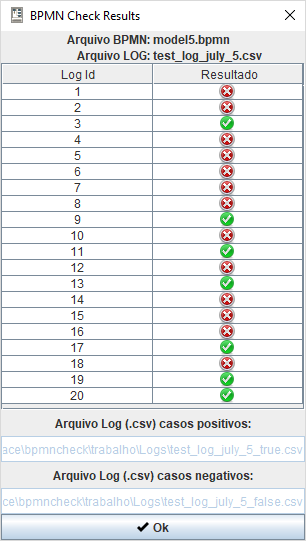 BPMN Check Results
Arquivo BPMN: model5.bpmn
Arquivo LOG: test_log_july_5.csv
Log Id Resultado
1
2
3
4
5
6
7
8
9
10
11
12
13
14
15
16
17
18
19
20
Arquivo Log (.csv) casos positivos:
ace\bpmncheck\trabalho\Logs\test_log_july_5_true.csv
Arquivo Log (.csv) casos negativos:
ce\bpmncheck\trabalho\Logs\test_log_july_5_false.csv
Ok